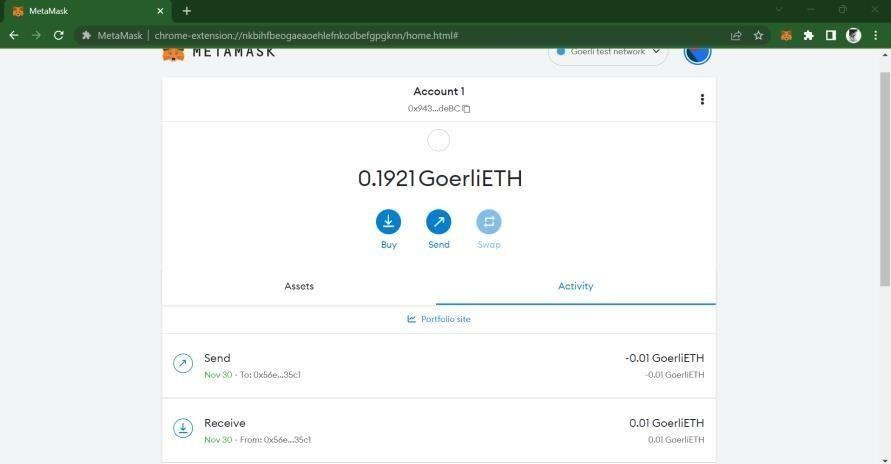 MetaMask
MetaMask | chrome-extension://nkbihfbeogaeaoehlefnkodbefgpgknn/home.html#
METAMASK
Goerli test network
Account 1
0x943...deBC
0.1921 GoerliETH
Buy Send Swap
Assets Activity
Portfolio site
Send -0.01 GoerliETH
Nov 30 · To: 0x56e...35c1 -0.01 GoerliETH
Receive 0.01 GoerliETH
Nov 30 · From: 0x56e...35c1 0.01 GoerliETH